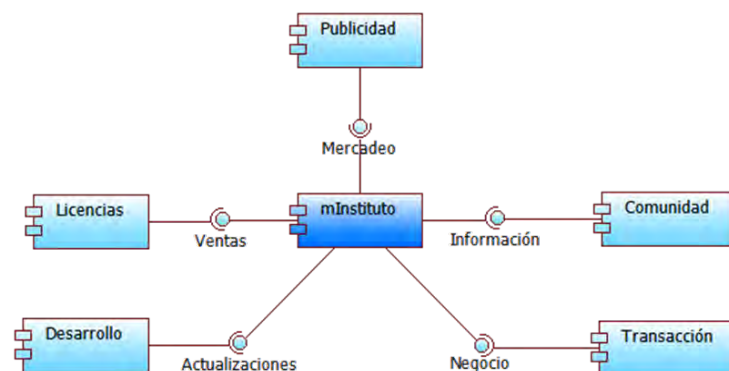 Publicidad
Mercadeo
Licencias
mInstituto
Comunidad
Ventas
Información
Desarrollo
Transacción
Actualizaciones
Negocio